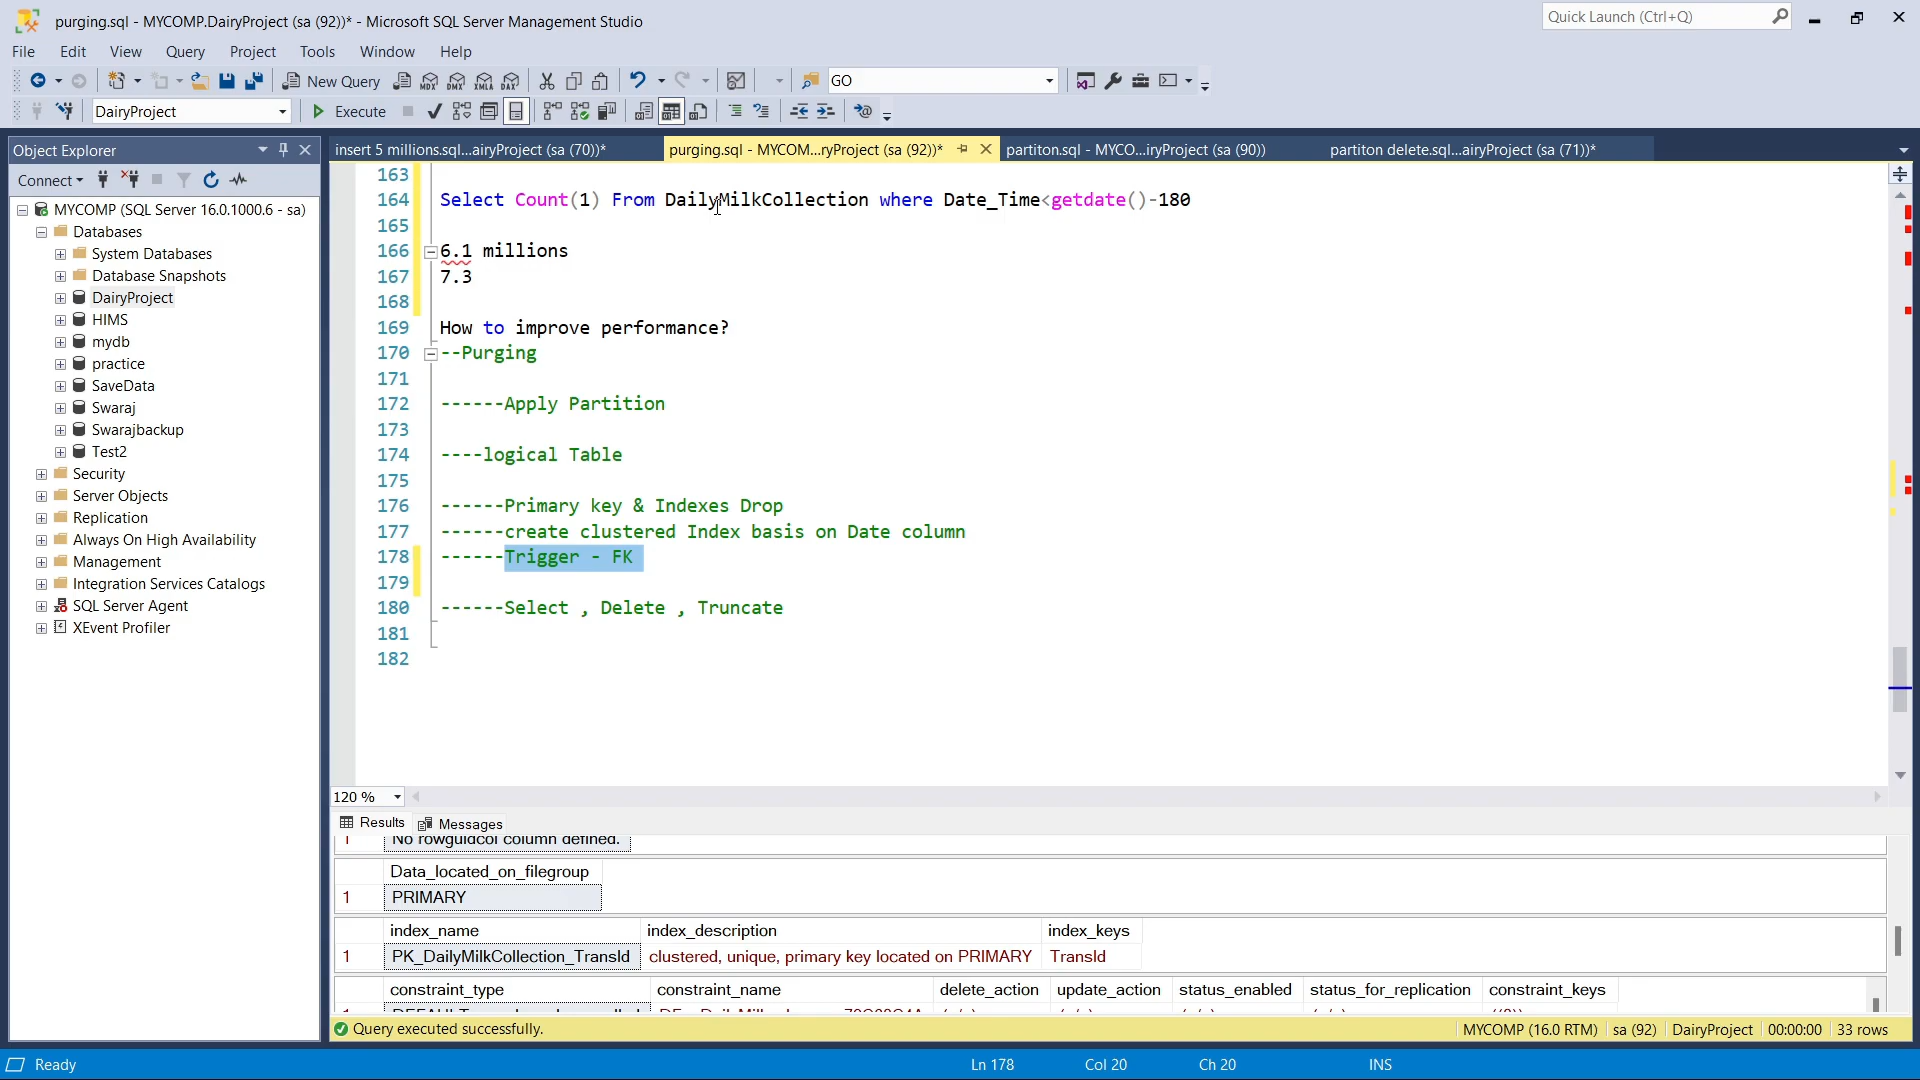 purging.sql - MYCOMP.DairyProject (sa (92))* - Microsoft SQL Server Management Studio
Quick Launch (Ctrl+Q)
File Edit View Query Project Tools Window Help
New Query MDX DMX XMLA DAX GO
DairyProject Execute
Object Explorer
insert 5 millions.sql...airyProject (sa (70))*
purging.sql - MYCOM...ryProject (sa (92))*
partiton.sql - MYCO...iryProject (sa (90))
partiton delete.sql...airyProject (sa (71))*
Connect
MYCOMP (SQL Server 16.0.1000.6 - sa)
Databases
System Databases
Database Snapshots
DairyProject
HIMS
mydb
practice
SaveData
Swaraj
Swarajbackup
Test2
Security
Server Objects
Replication
Always On High Availability
Management
Integration Services Catalogs
SQL Server Agent
XEvent Profiler
163
164 Select Count(1) From DailyMilkCollection where Date_Time<getdate()-180
165
166 6.1 millions
167 7.3
168
169 How to improve performance?
170 --Purging
171
172 ------Apply Partition
173
174 ----logical Table
175
176 ------Primary key & Indexes Drop
177 ------create clustered Index basis on Date column
178 ------Trigger - FK
179
180 ------Select , Delete , Truncate
181
182
120 %
Results Messages
1 No rowguidcol column defined.
Data_located_on_filegroup
1 PRIMARY
index_name index_description index_keys
1 PK_DailyMilkCollection_TransId clustered, unique, primary key located on PRIMARY TransId
constraint_type constraint_name delete_action update_action status_enabled status_for_replication constraint_keys
Query executed successfully.
MYCOMP (16.0 RTM) sa (92) DairyProject 00:00:00 33 rows
Ready Ln 178 Col 20 Ch 20 INS